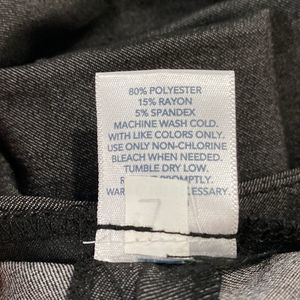 80% POLYESTER
15% RAYON
5% SPANDEX
MACHINE WASH COLD.
WITH LIKE COLORS ONLY.
USE ONLY NON-CHLORINE
BLEACH WHEN NEEDED.
TUMBLE DRY LOW.
PROMPTLY.
7